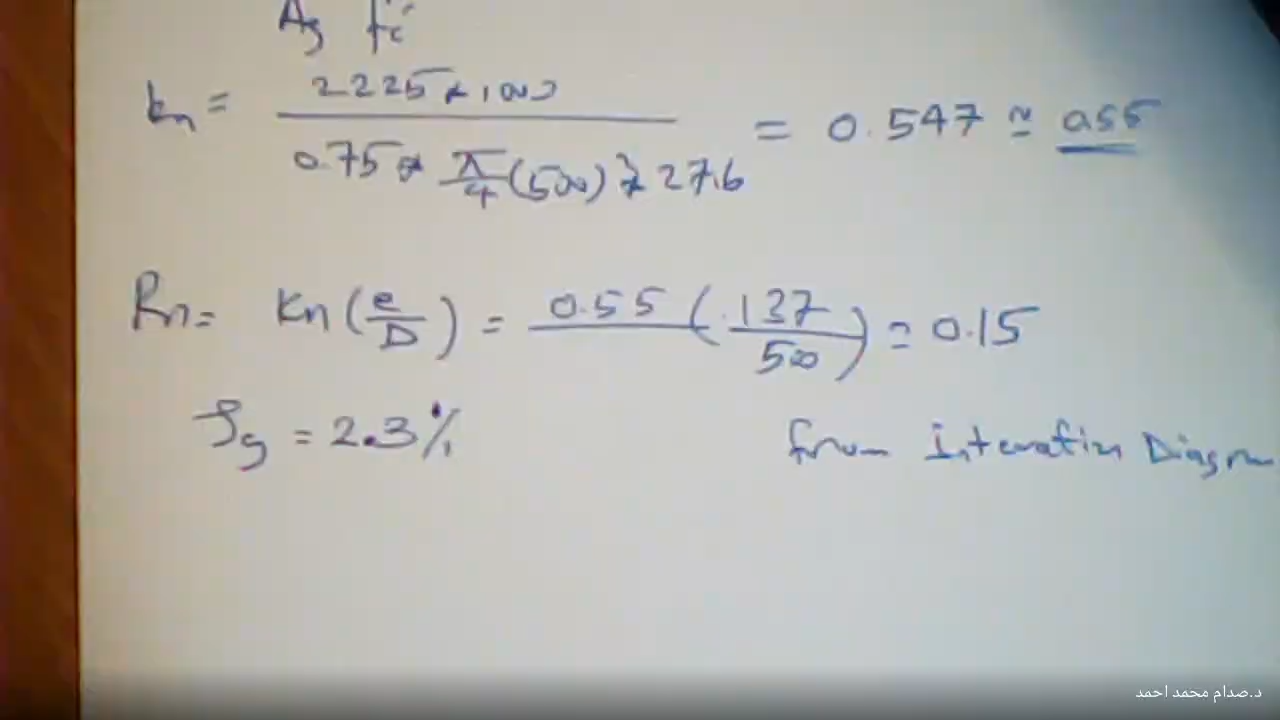 Ag fc'
kn = 2225 * 1000 / 0.75 * π/4 (500)² * 27.6 = 0.547 ≈ 0.55
Rn = Kn (e/D) = 0.55 (137/500) = 0.15
ρg = 2.3% from Interatin Diagram
د.صدام محمد احمد